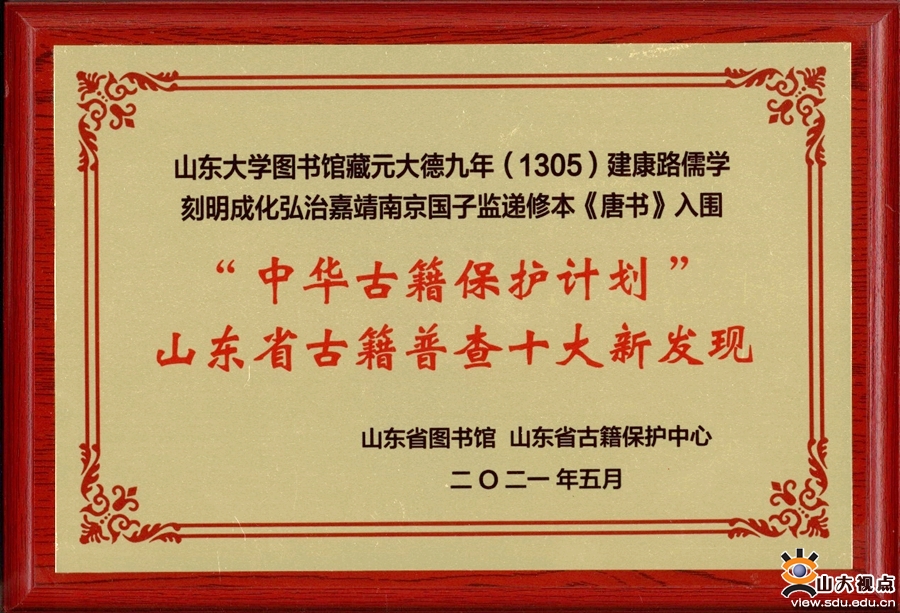 山东大学图书馆藏元大德九年（1305）建康路儒学
刻明成化弘治嘉靖南京国子监递修本《唐书》入围
“中华古籍保护计划”
山东省古籍普查十大新发现
山东省图书馆 山东省古籍保护中心
二〇二一年五月
山大视点
view.sdu.edu.cn